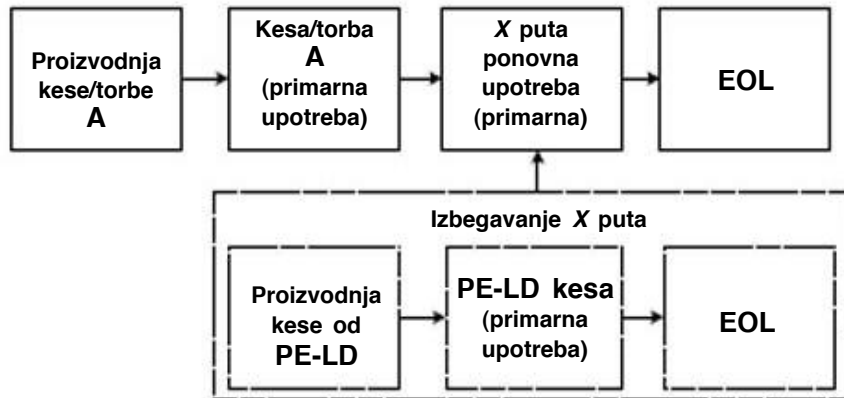 Proizvodnja
kese/torbe
A
Kesa/torba
A
(primarna
upotreba)
X puta
ponovna
upotreba
(primarna)
EOL
Izbegavanje X puta
Proizvodnja
kese od
PE-LD
PE-LD kesa
(primarna
upotreba)
EOL